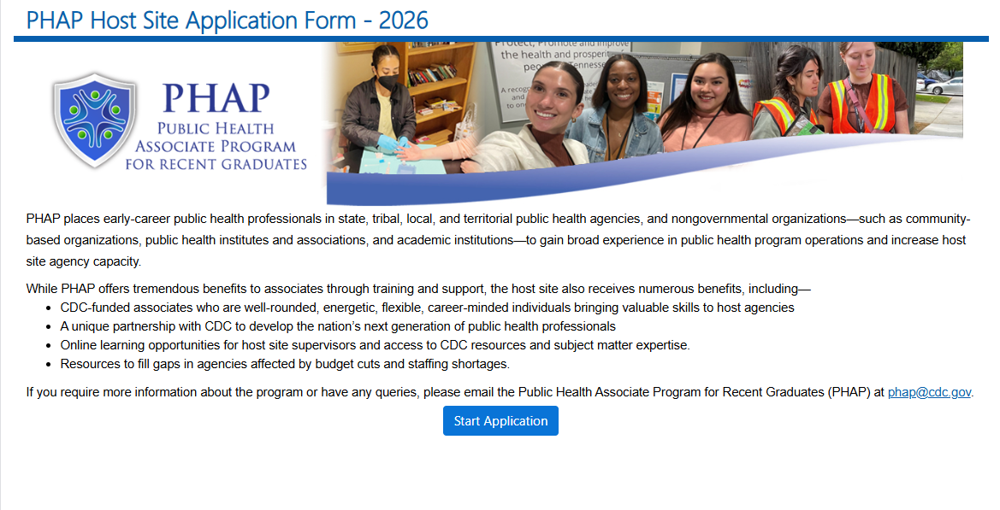 PHAP Host Site Application Form - 2026
Protect, Promote and Improve
the health and prosperity
A recog
and
to on
PHAP
PUBLIC HEALTH
ASSOCIATE PROGRAM
FOR RECENT GRADUATES
PHAP places early-career public health professionals in state, tribal, local, and territorial public health agencies, and nongovernmental organizations—such as community-
based organizations, public health institutes and associations, and academic institutions—to gain broad experience in public health program operations and increase host
site agency capacity.
While PHAP offers tremendous benefits to associates through training and support, the host site also receives numerous benefits, including—
• CDC-funded associates who are well-rounded, energetic, flexible, career-minded individuals bringing valuable skills to host agencies
• A unique partnership with CDC to develop the nation’s next generation of public health professionals
• Online learning opportunities for host site supervisors and access to CDC resources and subject matter expertise.
• Resources to fill gaps in agencies affected by budget cuts and staffing shortages.
If you require more information about the program or have any queries, please email the Public Health Associate Program for Recent Graduates (PHAP) at phap@cdc.gov.
Start Application